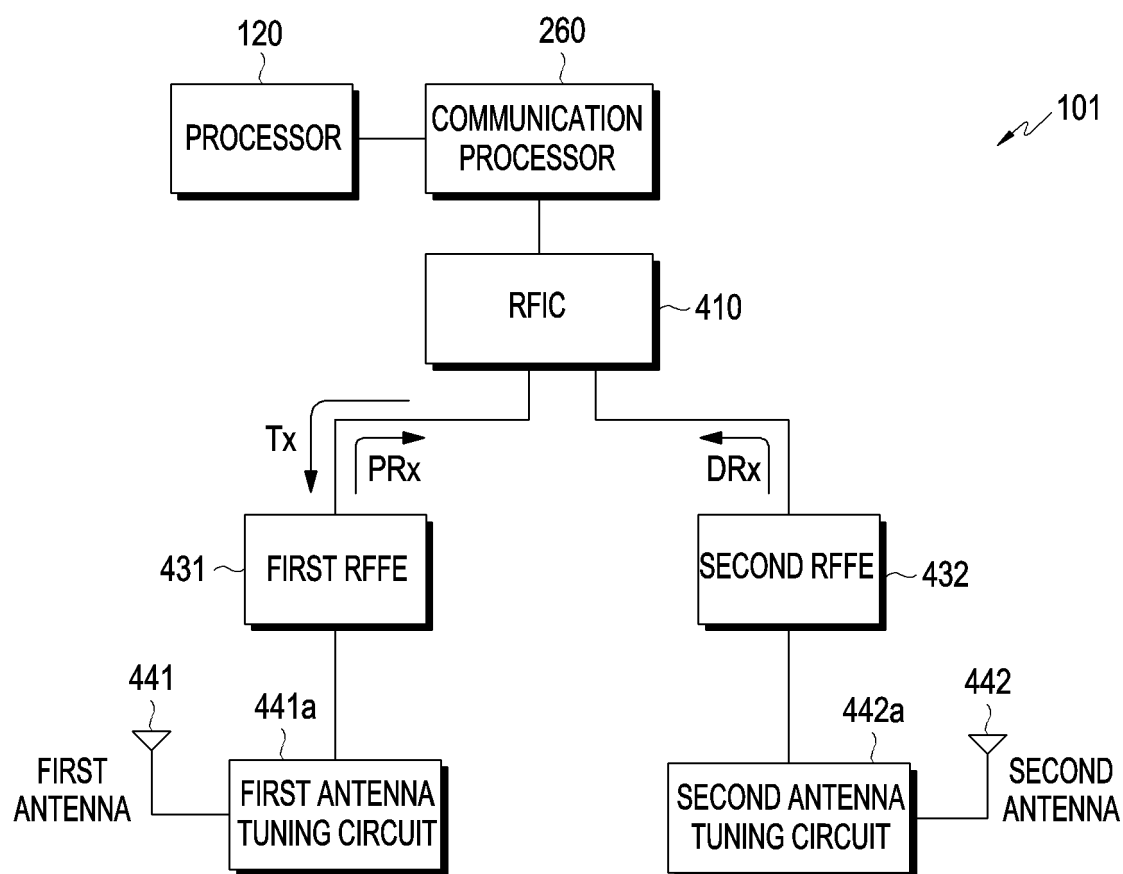 120
260
PROCESSOR
COMMUNICATION
PROCESSOR
101
RFIC
410
Tx
PRx
DRx
431
FIRST RFFE
SECOND RFFE
432
441
441a
442a
442
FIRST
ANTENNA
FIRST ANTENNA
TUNING CIRCUIT
SECOND ANTENNA
TUNING CIRCUIT
SECOND
ANTENNA